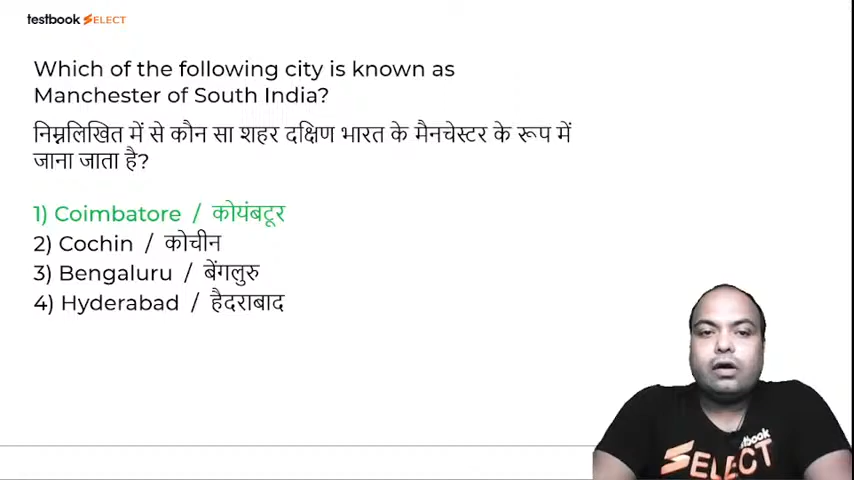 testbook SELECT
Which of the following city is known as
Manchester of South India?
निम्नलिखित में से कौन सा शहर दक्षिण भारत के मैनचेस्टर के रूप में
जाना जाता है?
1) Coimbatore / कोयंबटूर
2) Cochin / कोचीन
3) Bengaluru / बेंगलुरु
4) Hyderabad / हैदराबाद
SELECT